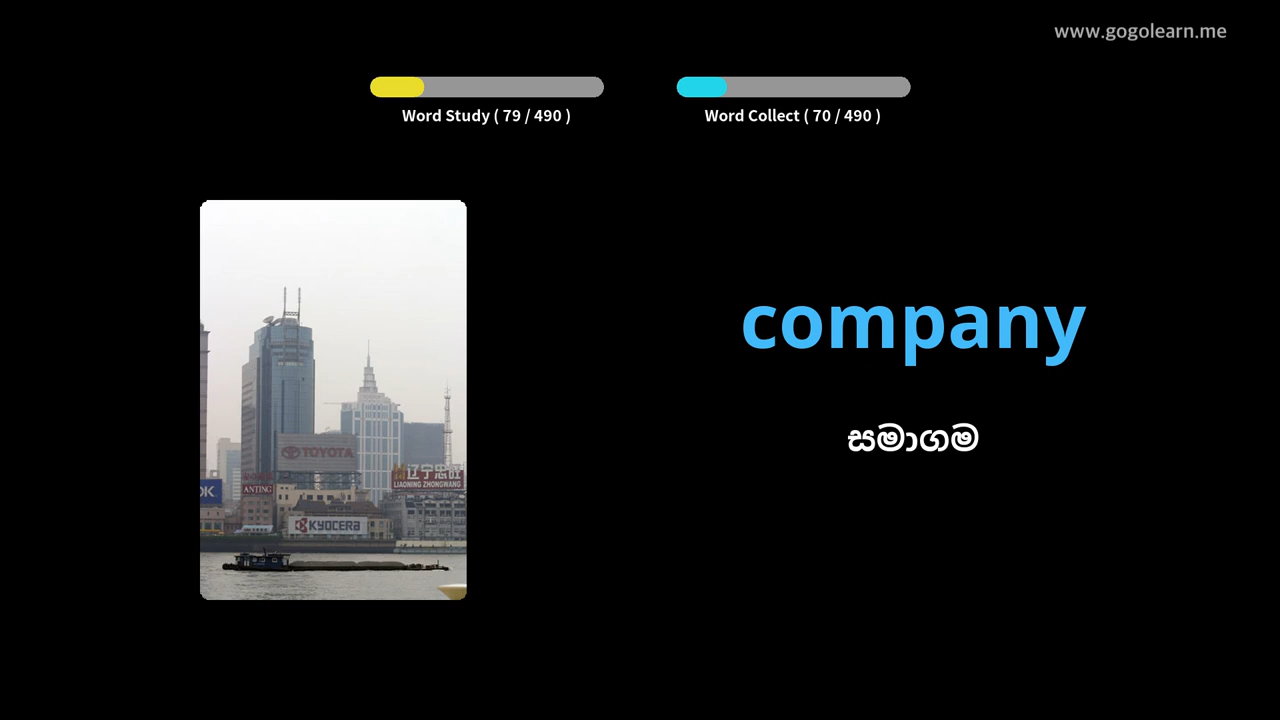 www.gogolearn.me
Word Study ( 79 / 490 )
Word Collect ( 70 / 490 )
company
සමාගම
TOYOTA
辽宁忠旺
LIAONING ZHONGWANG
OK
ANTING
KYOCERA